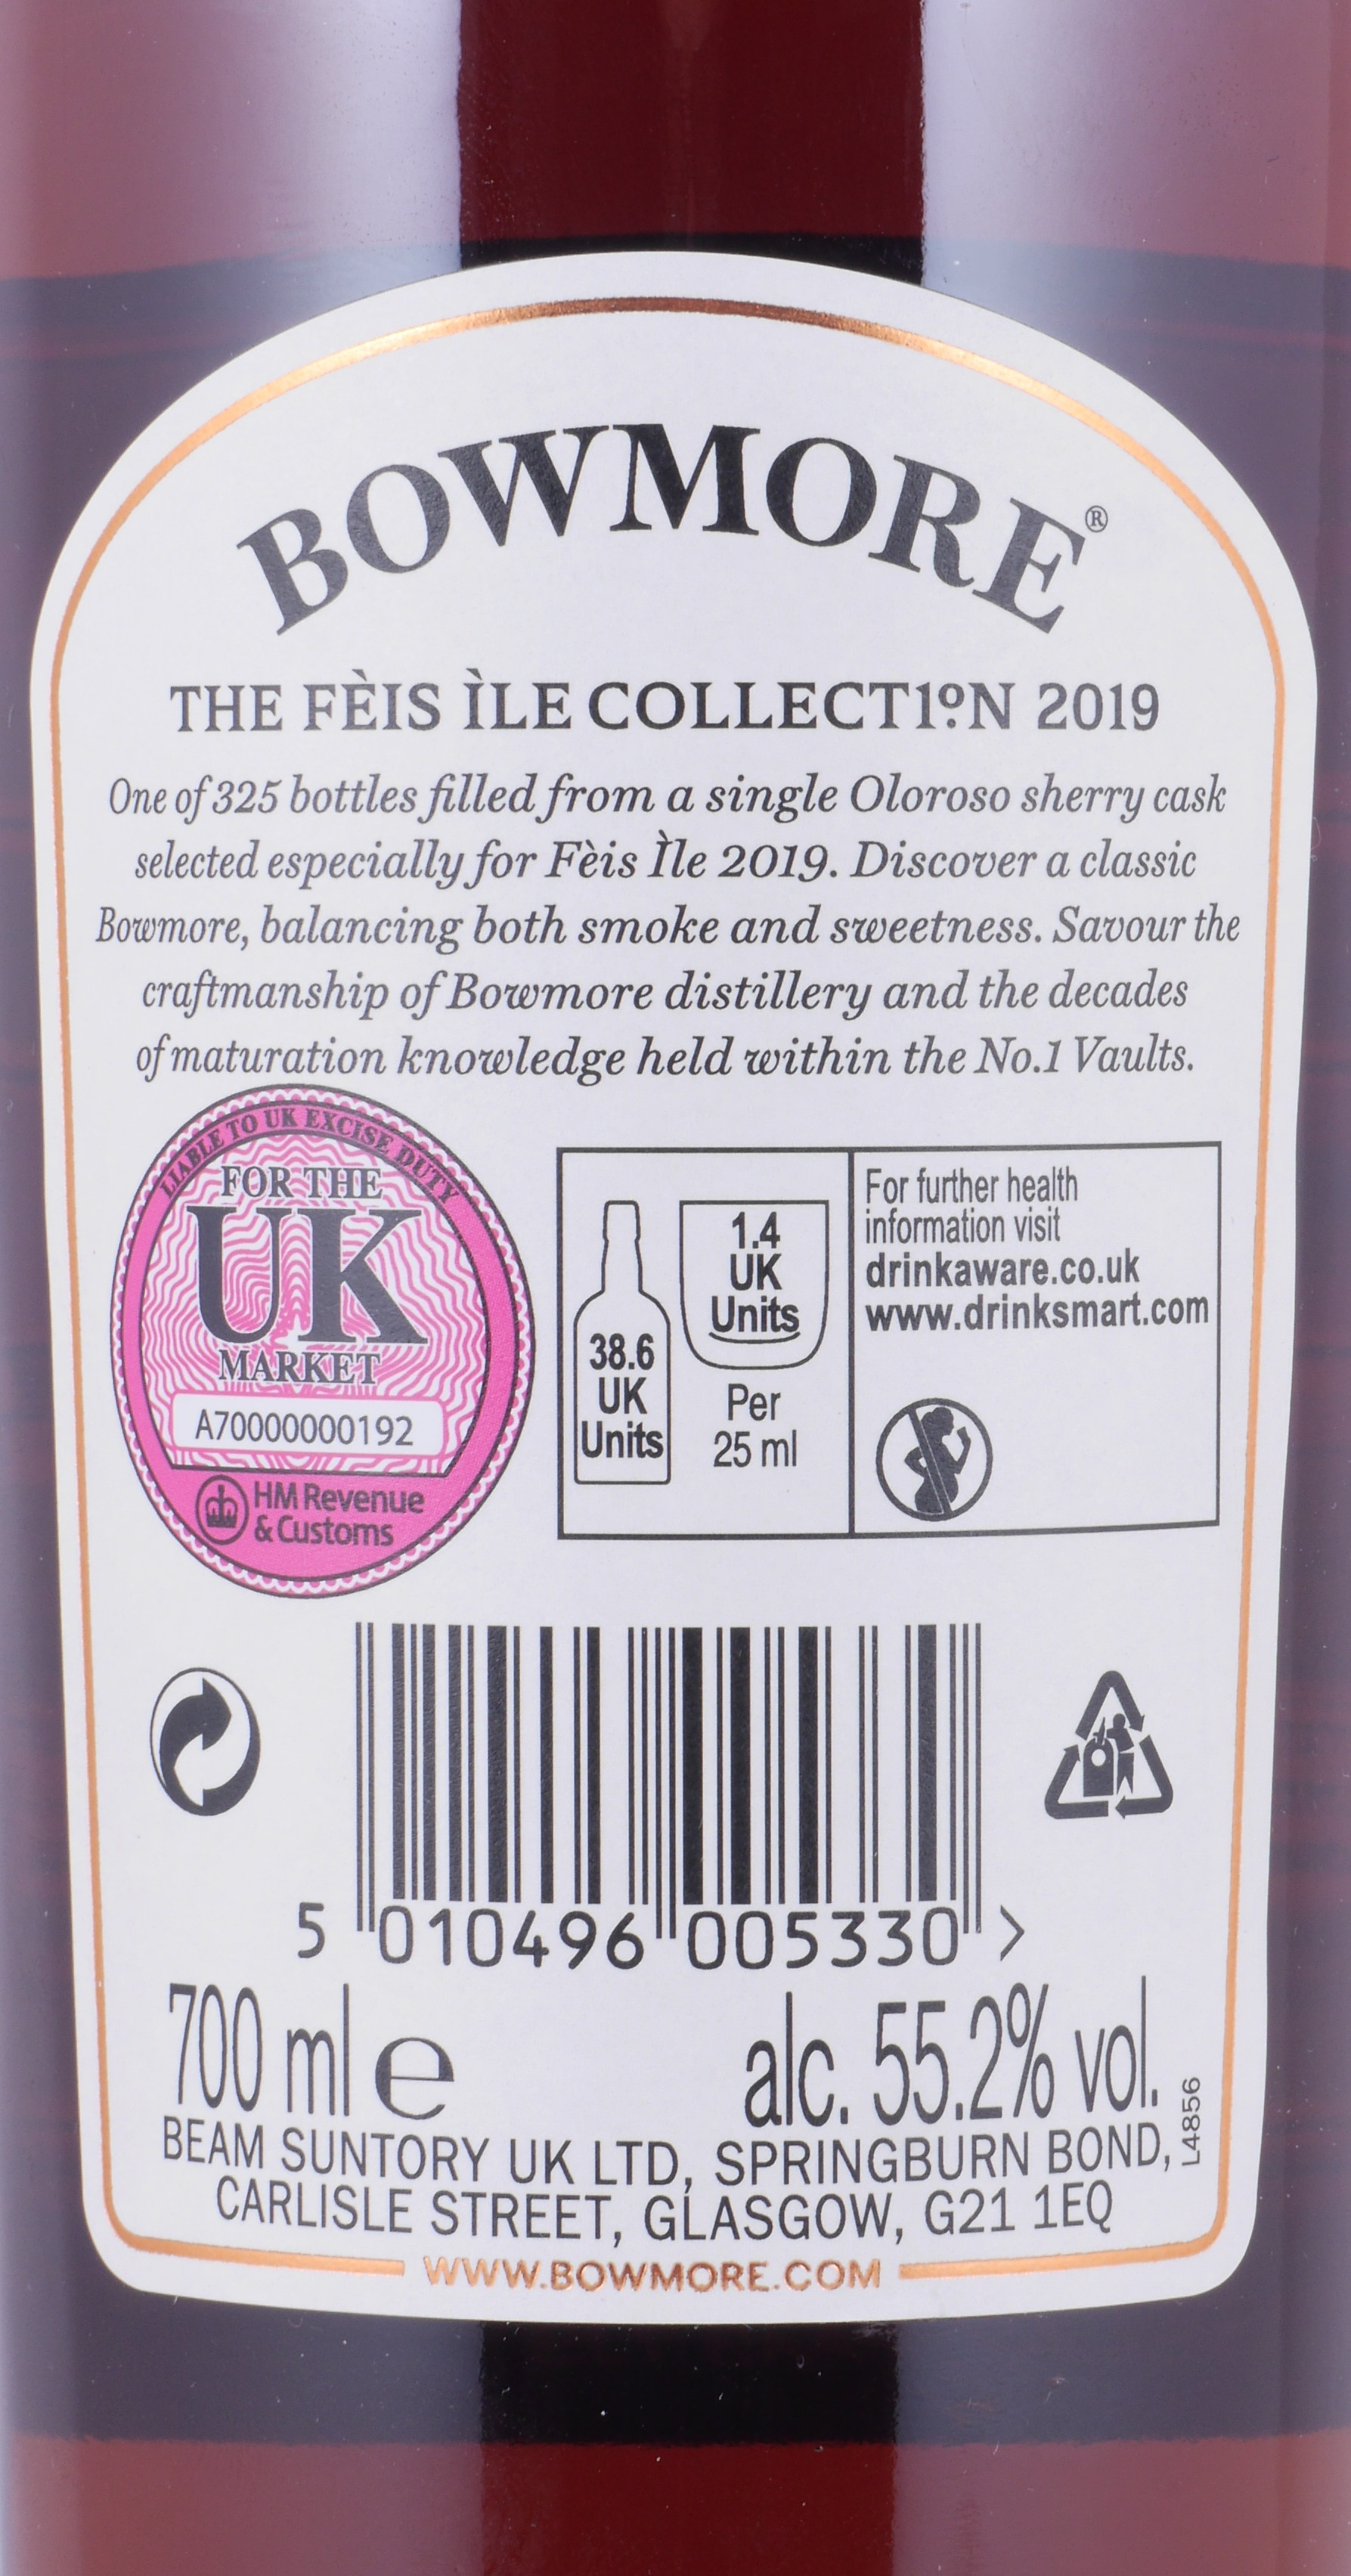 BOWMORE®
THE FÈIS ÌLE COLLECT1ºN 2019
One of 325 bottles filled from a single Oloroso sherry cask
selected especially for Fèis Ìle 2019. Discover a classic
Bowmore, balancing both smoke and sweetness. Savour the
craftmanship of Bowmore distillery and the decades
of maturation knowledge held within the No.1 Vaults.
LIABLE TO UK EXCISE DUTY
FOR THE
UK
MARKET
A70000000192
HM Revenue
& Customs
38.6
UK
Units
1.4
UK
Units
Per
25 ml
For further health
information visit
drinkaware.co.uk
www.drinksmart.com
5 010496 005330 >
700 ml e
alc. 55.2% vol.
L4856
BEAM SUNTORY UK LTD, SPRINGBURN BOND,
CARLISLE STREET, GLASGOW, G21 1EQ
WWW.BOWMORE.COM